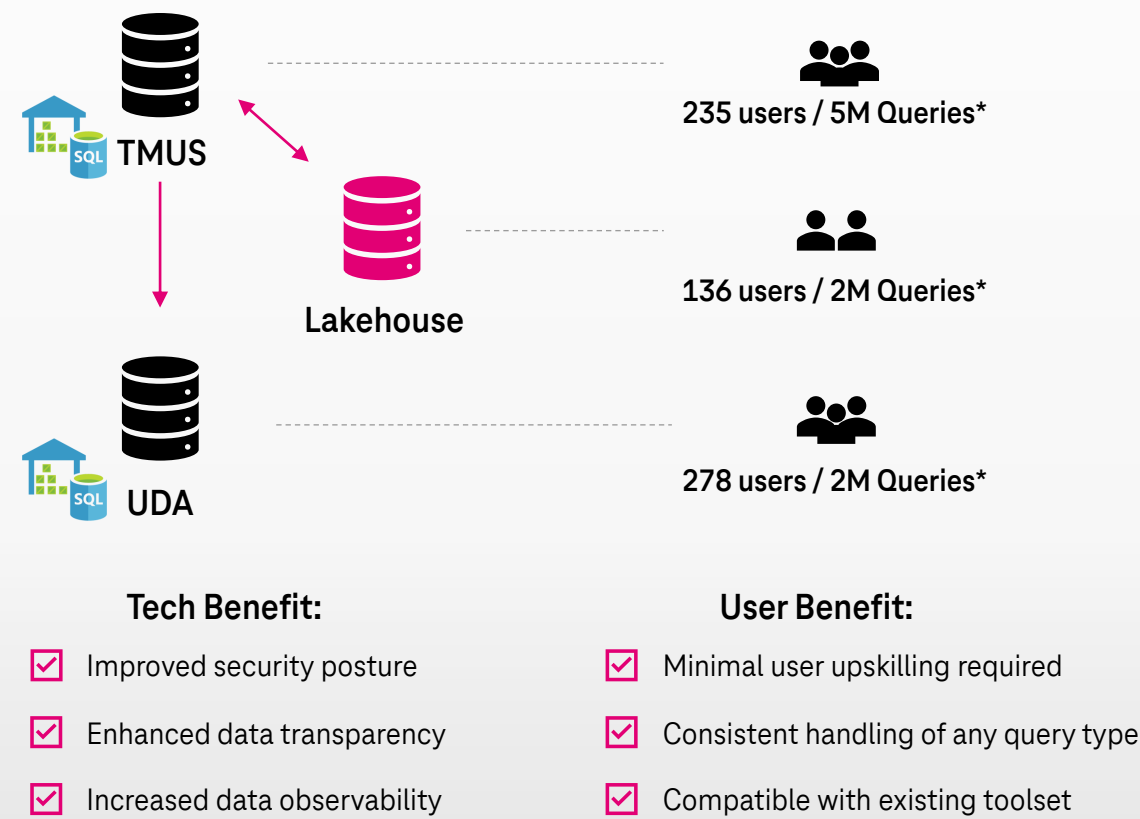 235 users / 5M Queries*
SQL
TMUS
136 users / 2M Queries*
Lakehouse
278 users / 2M Queries*
SQL
UDA
Tech Benefit:
Improved security posture
Enhanced data transparency
Increased data observability
User Benefit:
Minimal user upskilling required
Consistent handling of any query type
Compatible with existing toolset